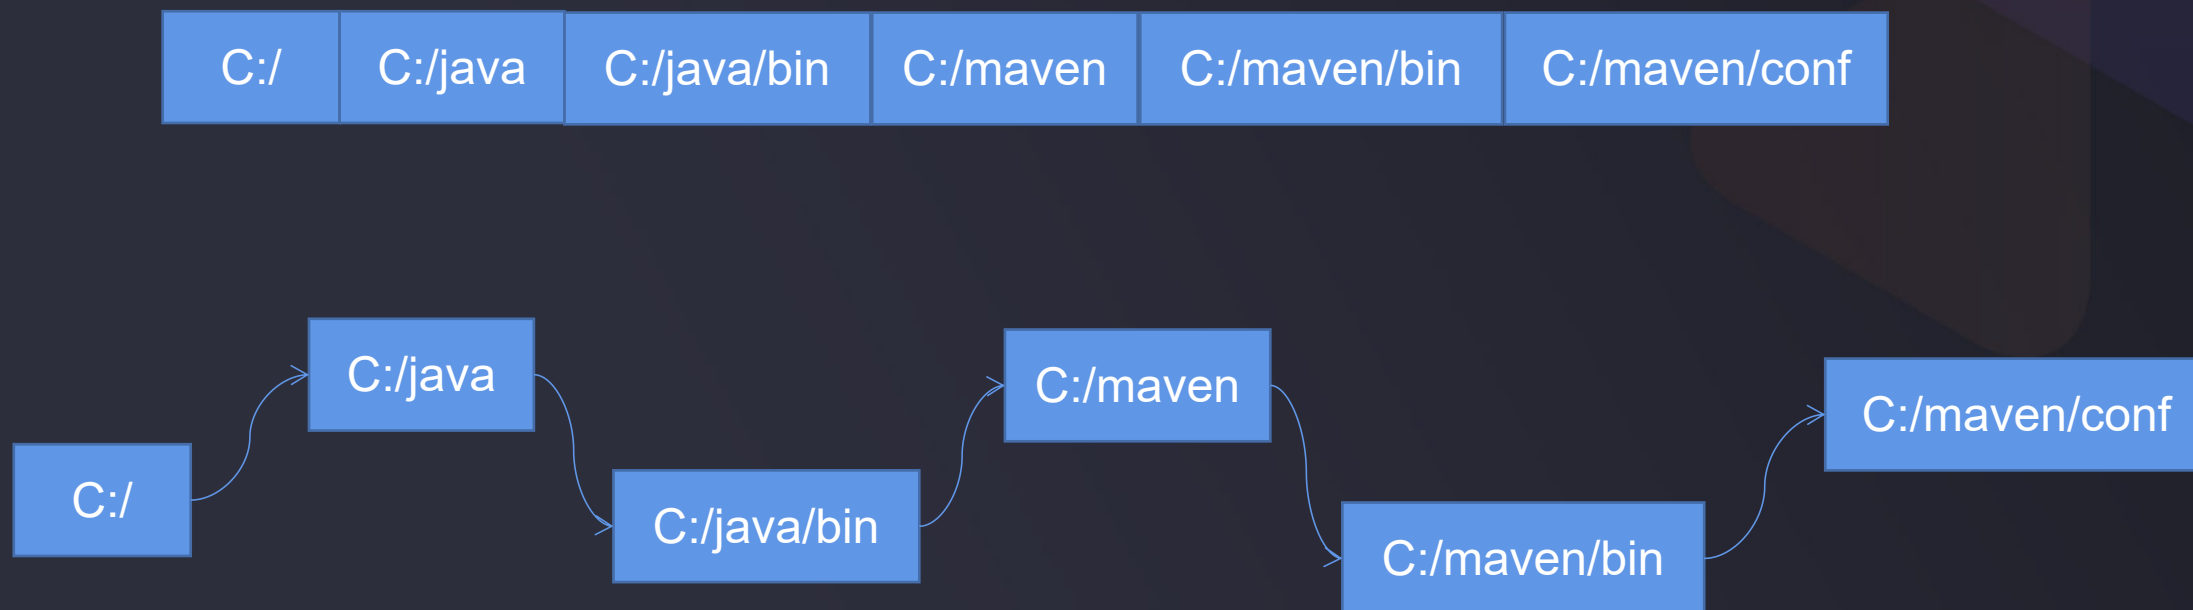 C:/ C:/java C:/java/bin C:/maven C:/maven/bin C:/maven/conf
C:/java
C:/maven
C:/maven/conf
C:/
C:/java/bin
C:/maven/bin